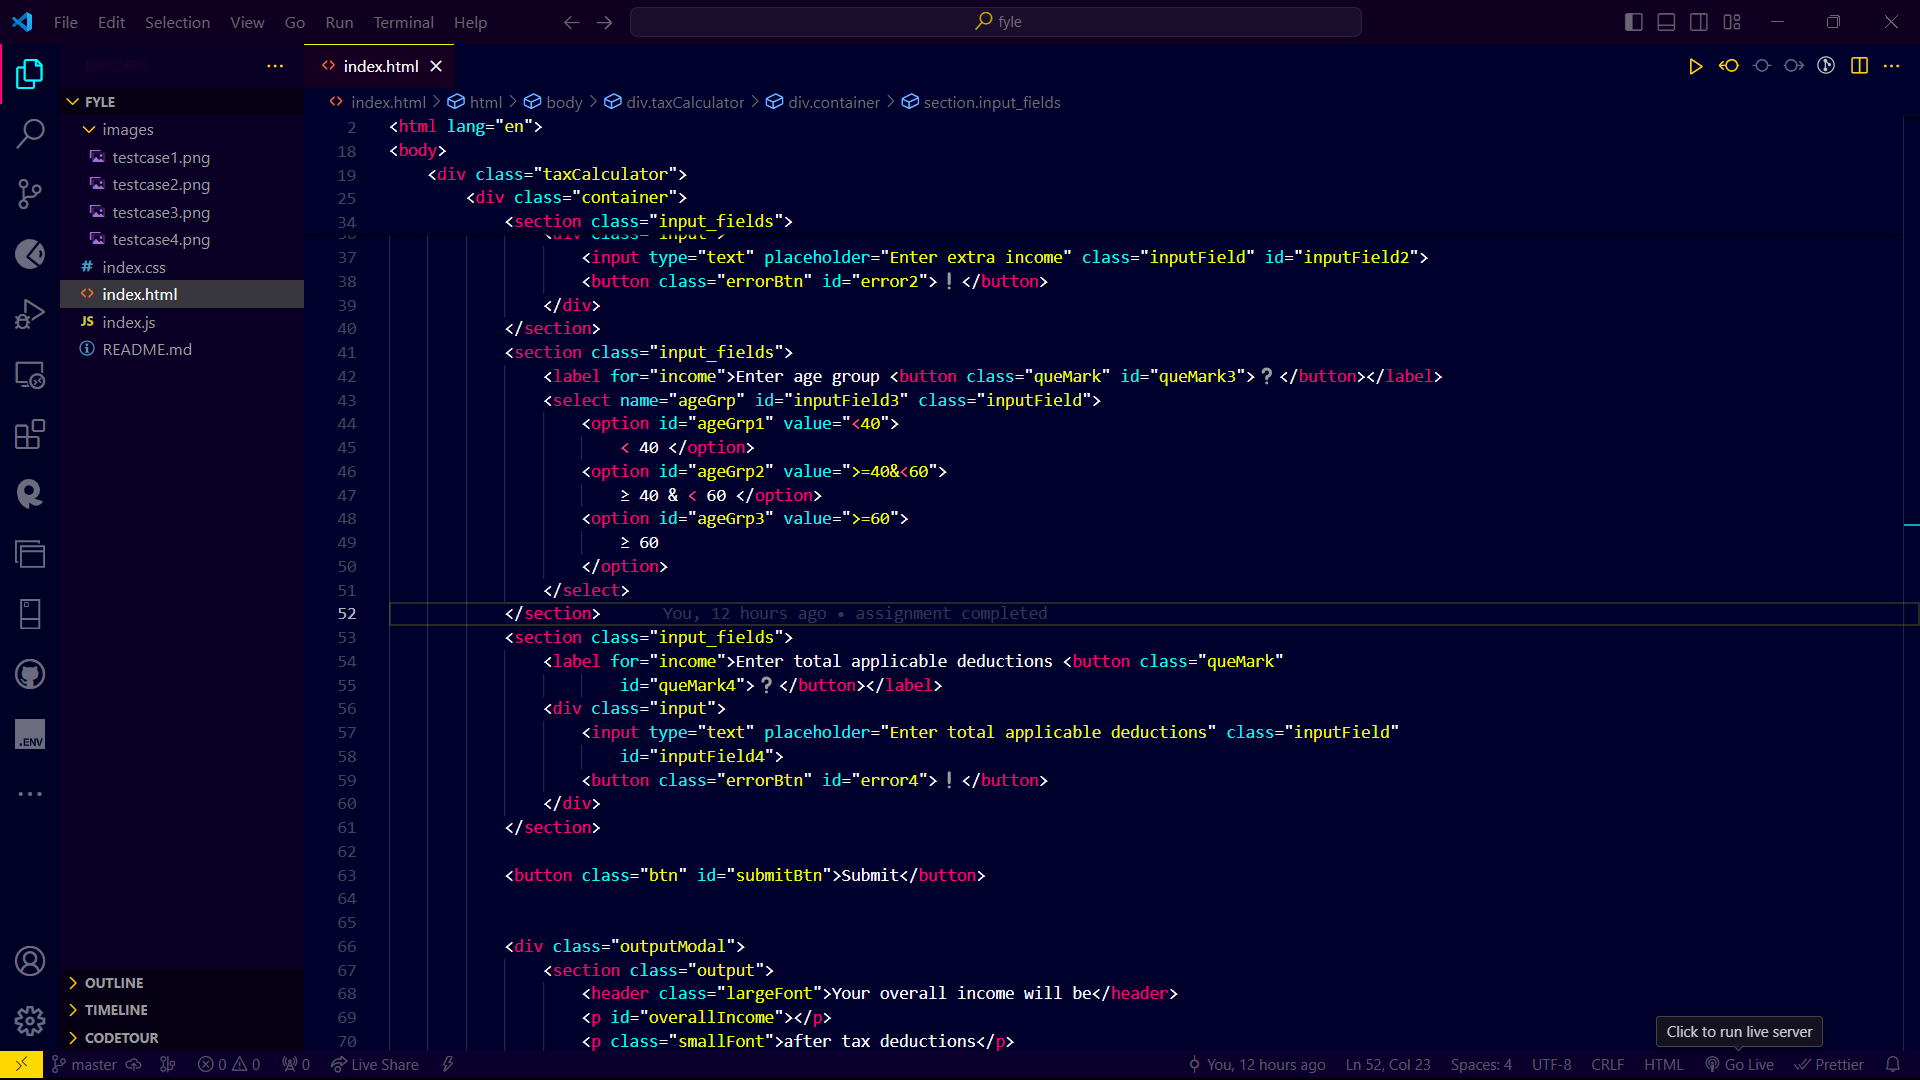 File Edit Selection View Go Run Terminal Help
fyle
EXPLORER
index.html
FYLE
images
testcase1.png
testcase2.png
testcase3.png
testcase4.png
index.css
index.html
index.js
README.md
OUTLINE
TIMELINE
CODETOUR
.ENV
index.html > html > body > div.taxCalculator > div.container > section.input_fields
2 <html lang="en">
18 <body>
19 <div class="taxCalculator">
25 <div class="container">
34 <section class="input_fields">
36 <div class="input">
37 <input type="text" placeholder="Enter extra income" class="inputField" id="inputField2">
38 <button class="errorBtn" id="error2">❕</button>
39 </div>
40 </section>
41 <section class="input_fields">
42 <label for="income">Enter age group <button class="queMark" id="queMark3">❔</button></label>
43 <select name="ageGrp" id="inputField3" class="inputField">
44 <option id="ageGrp1" value="<40">
45 < 40 </option>
46 <option id="ageGrp2" value=">=40&<60">
47 ≥ 40 & < 60 </option>
48 <option id="ageGrp3" value=">=60">
49 ≥ 60
50 </option>
51 </select>
52 </section> You, 12 hours ago • assignment completed
53 <section class="input_fields">
54 <label for="income">Enter total applicable deductions <button class="queMark"
55 id="queMark4">❔</button></label>
56 <div class="input">
57 <input type="text" placeholder="Enter total applicable deductions" class="inputField"
58 id="inputField4">
59 <button class="errorBtn" id="error4">❕</button>
60 </div>
61 </section>
62
63 <button class="btn" id="submitBtn">Submit</button>
64
65
66 <div class="outputModal">
67 <section class="output">
68 <header class="largeFont">Your overall income will be</header>
69 <p id="overallIncome"></p>
70 <p class="smallFont">after tax deductions</p>
Click to run live server
master 0 0 0 Live Share You, 12 hours ago Ln 52, Col 23 Spaces: 4 UTF-8 CRLF HTML Go Live Prettier